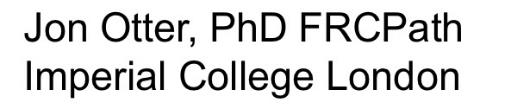 Jon Otter, PhD FRCPath
Imperial College London